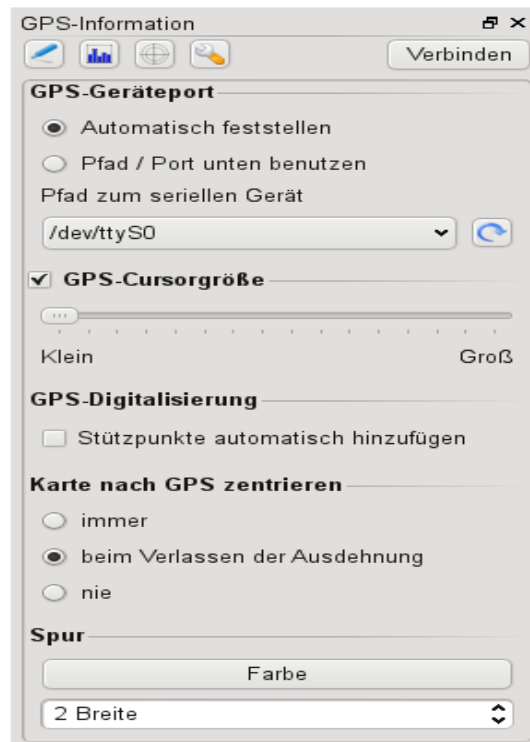 GPS-Information
Verbinden
GPS-Geräteport
Automatisch feststellen
Pfad / Port unten benutzen
Pfad zum seriellen Gerät
/dev/ttyS0
GPS-Cursorgröße
Klein Groß
GPS-Digitalisierung
Stützpunkte automatisch hinzufügen
Karte nach GPS zentrieren
immer
beim Verlassen der Ausdehnung
nie
Spur
Farbe
2 Breite